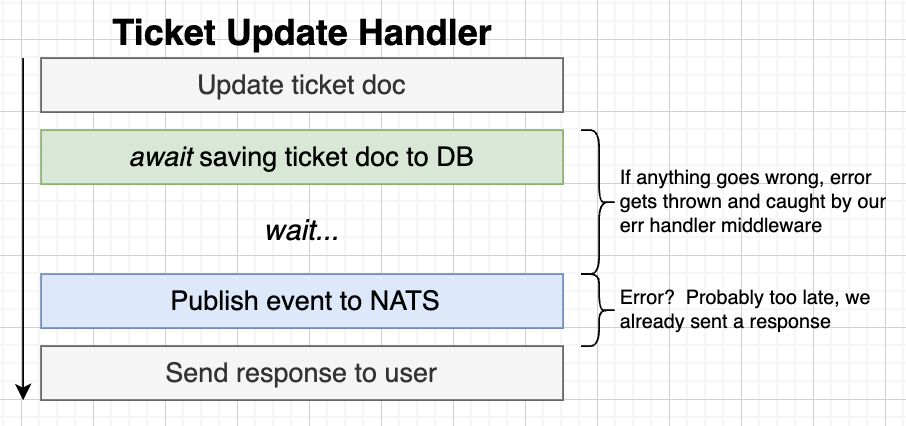 Ticket Update Handler
Update ticket doc
await saving ticket doc to DB
If anything goes wrong, error
gets thrown and caught by our
err handler middleware
wait...
Publish event to NATS
Error?  Probably too late, we
already sent a response
Send response to user